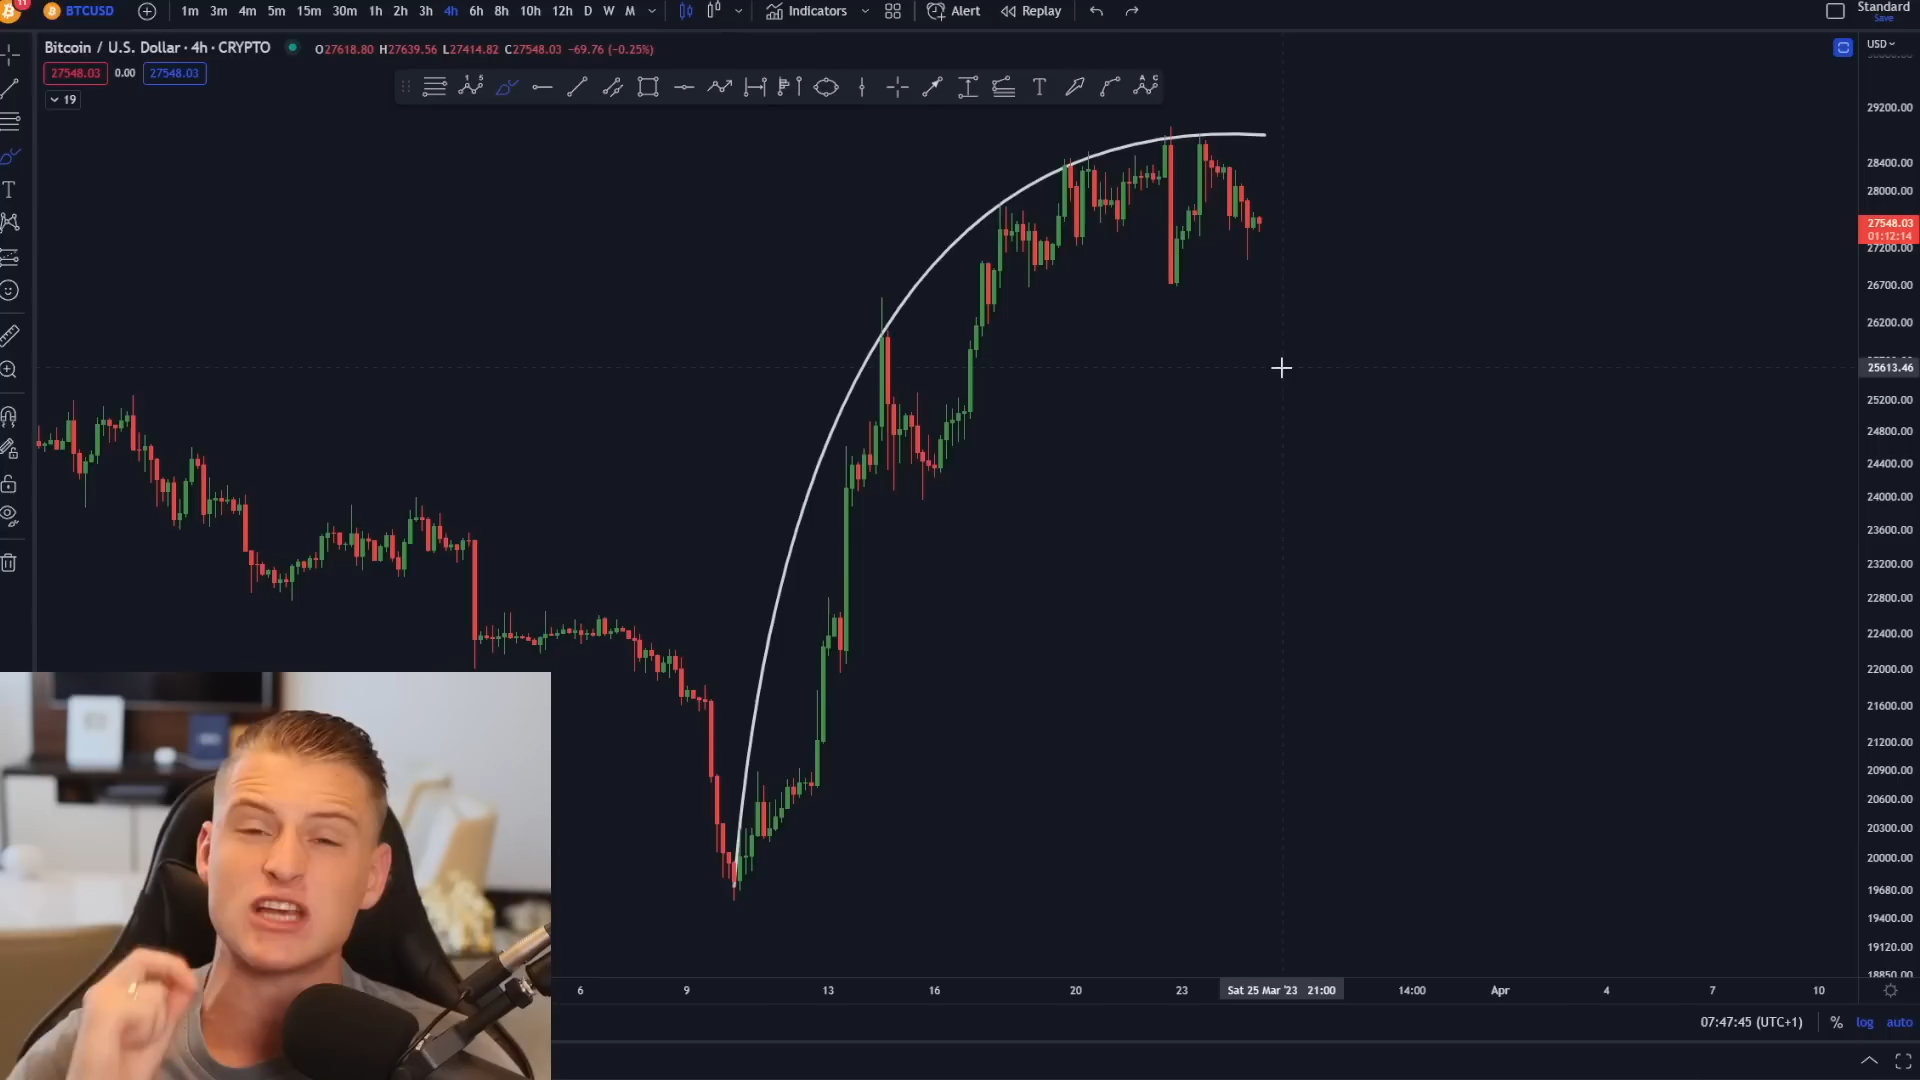 11
BTCUSD
1m 3m 4m 5m 15m 30m 1h 2h 3h 4h 6h 8h 10h 12h D W M
Indicators
Alert
Replay
Standard
Save
Bitcoin / U.S. Dollar · 4h · CRYPTO
O27618.80 H27639.56 L27414.82 C27548.03 −69.76 (−0.25%)
USD
27548.03
0.00
27548.03
19
1 5
T
A C
T
29200.00
28400.00
28000.00
27548.03
01:12:14
27200.00
26700.00
26200.00
25613.46
25200.00
24800.00
24400.00
24000.00
23600.00
23200.00
22800.00
22400.00
22000.00
21600.00
21200.00
20900.00
20600.00
20300.00
20000.00
19680.00
19400.00
19120.00
18850.00
6 9 13 16 20 23 Sat 25 Mar '23 21:00 14:00 Apr 4 7 10
07:47:45 (UTC+1) % log auto